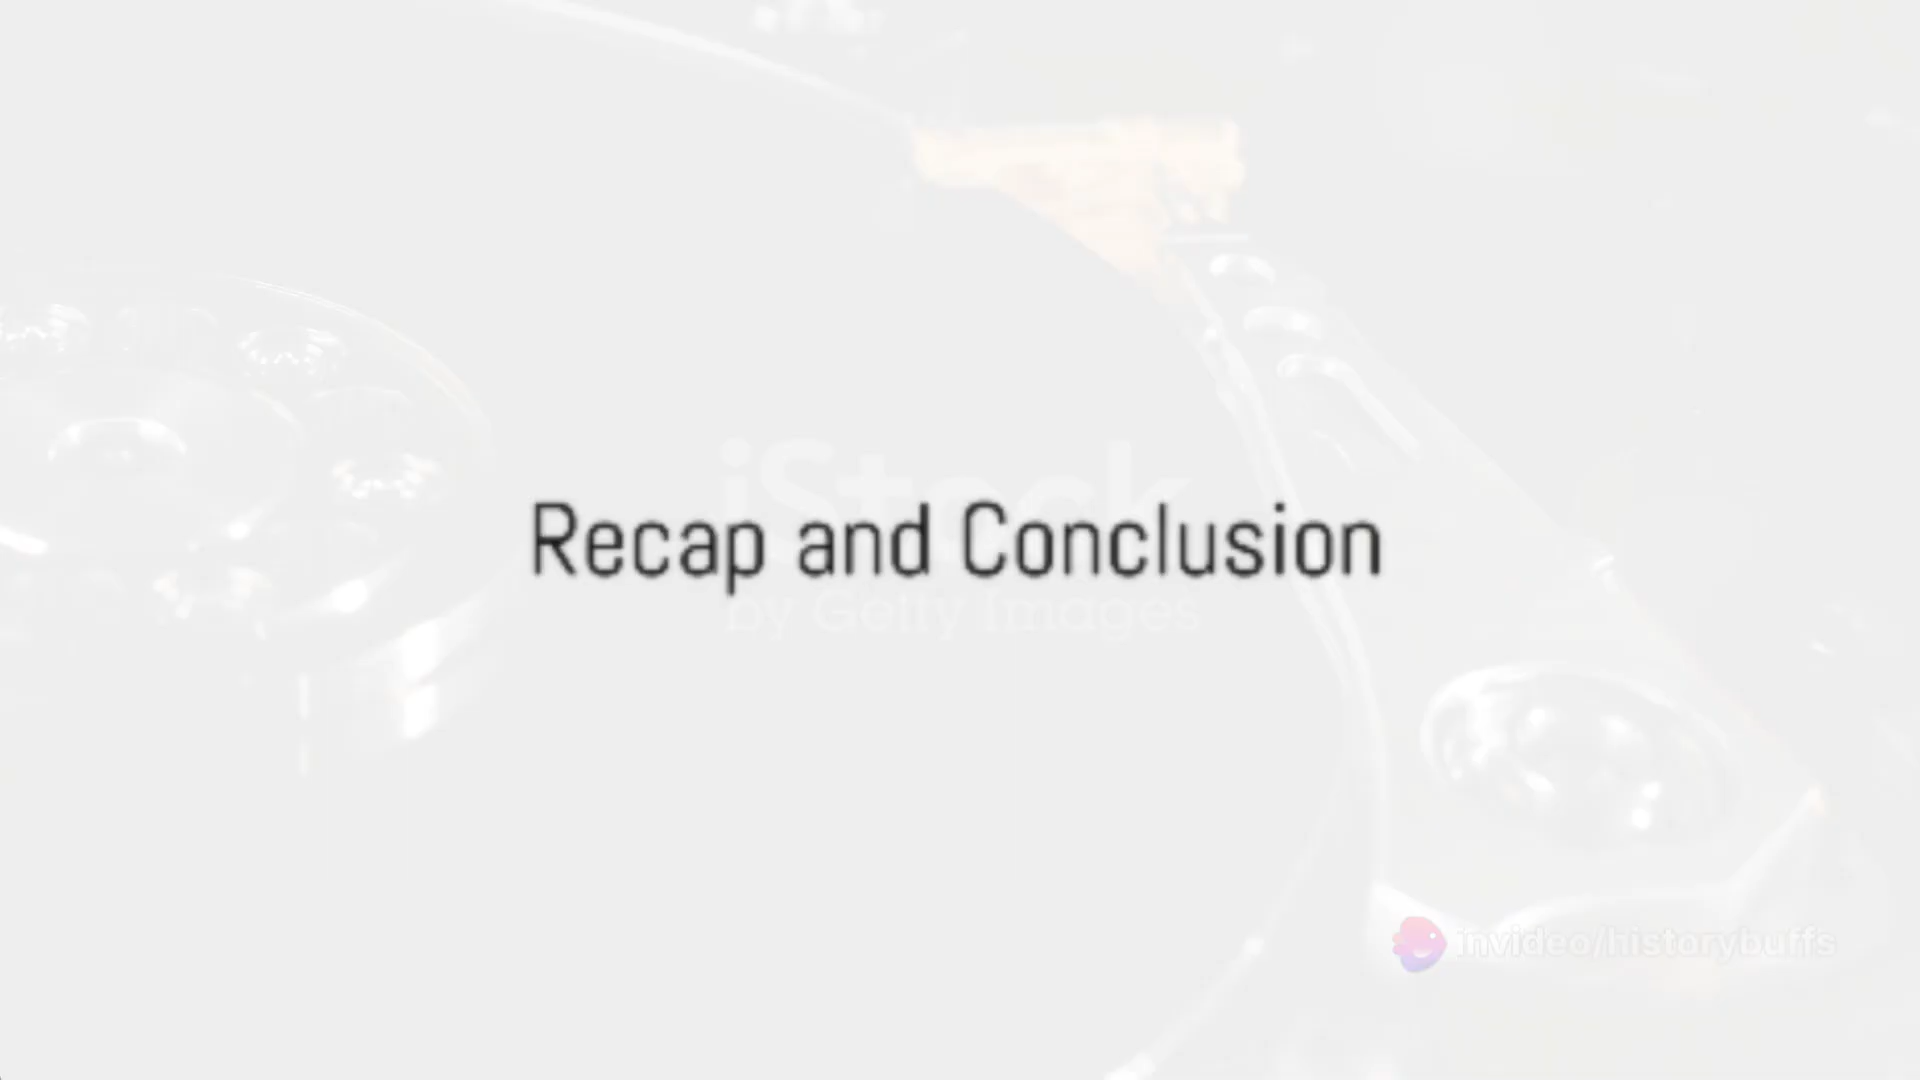 iStock
Recap and Conclusion
by Getty Images
invideo/historybuffs